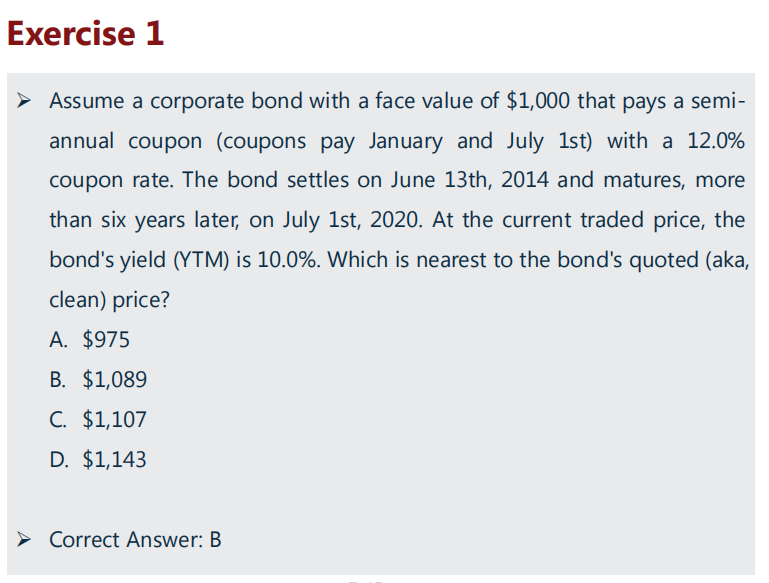 Exercise 1
➢ Assume a corporate bond with a face value of $1,000 that pays a semi-
annual coupon (coupons pay January and July 1st) with a 12.0%
coupon rate. The bond settles on June 13th, 2014 and matures, more
than six years later, on July 1st, 2020. At the current traded price, the
bond's yield (YTM) is 10.0%. Which is nearest to the bond's quoted (aka,
clean) price?
A. $975
B. $1,089
C. $1,107
D. $1,143
➢ Correct Answer: B